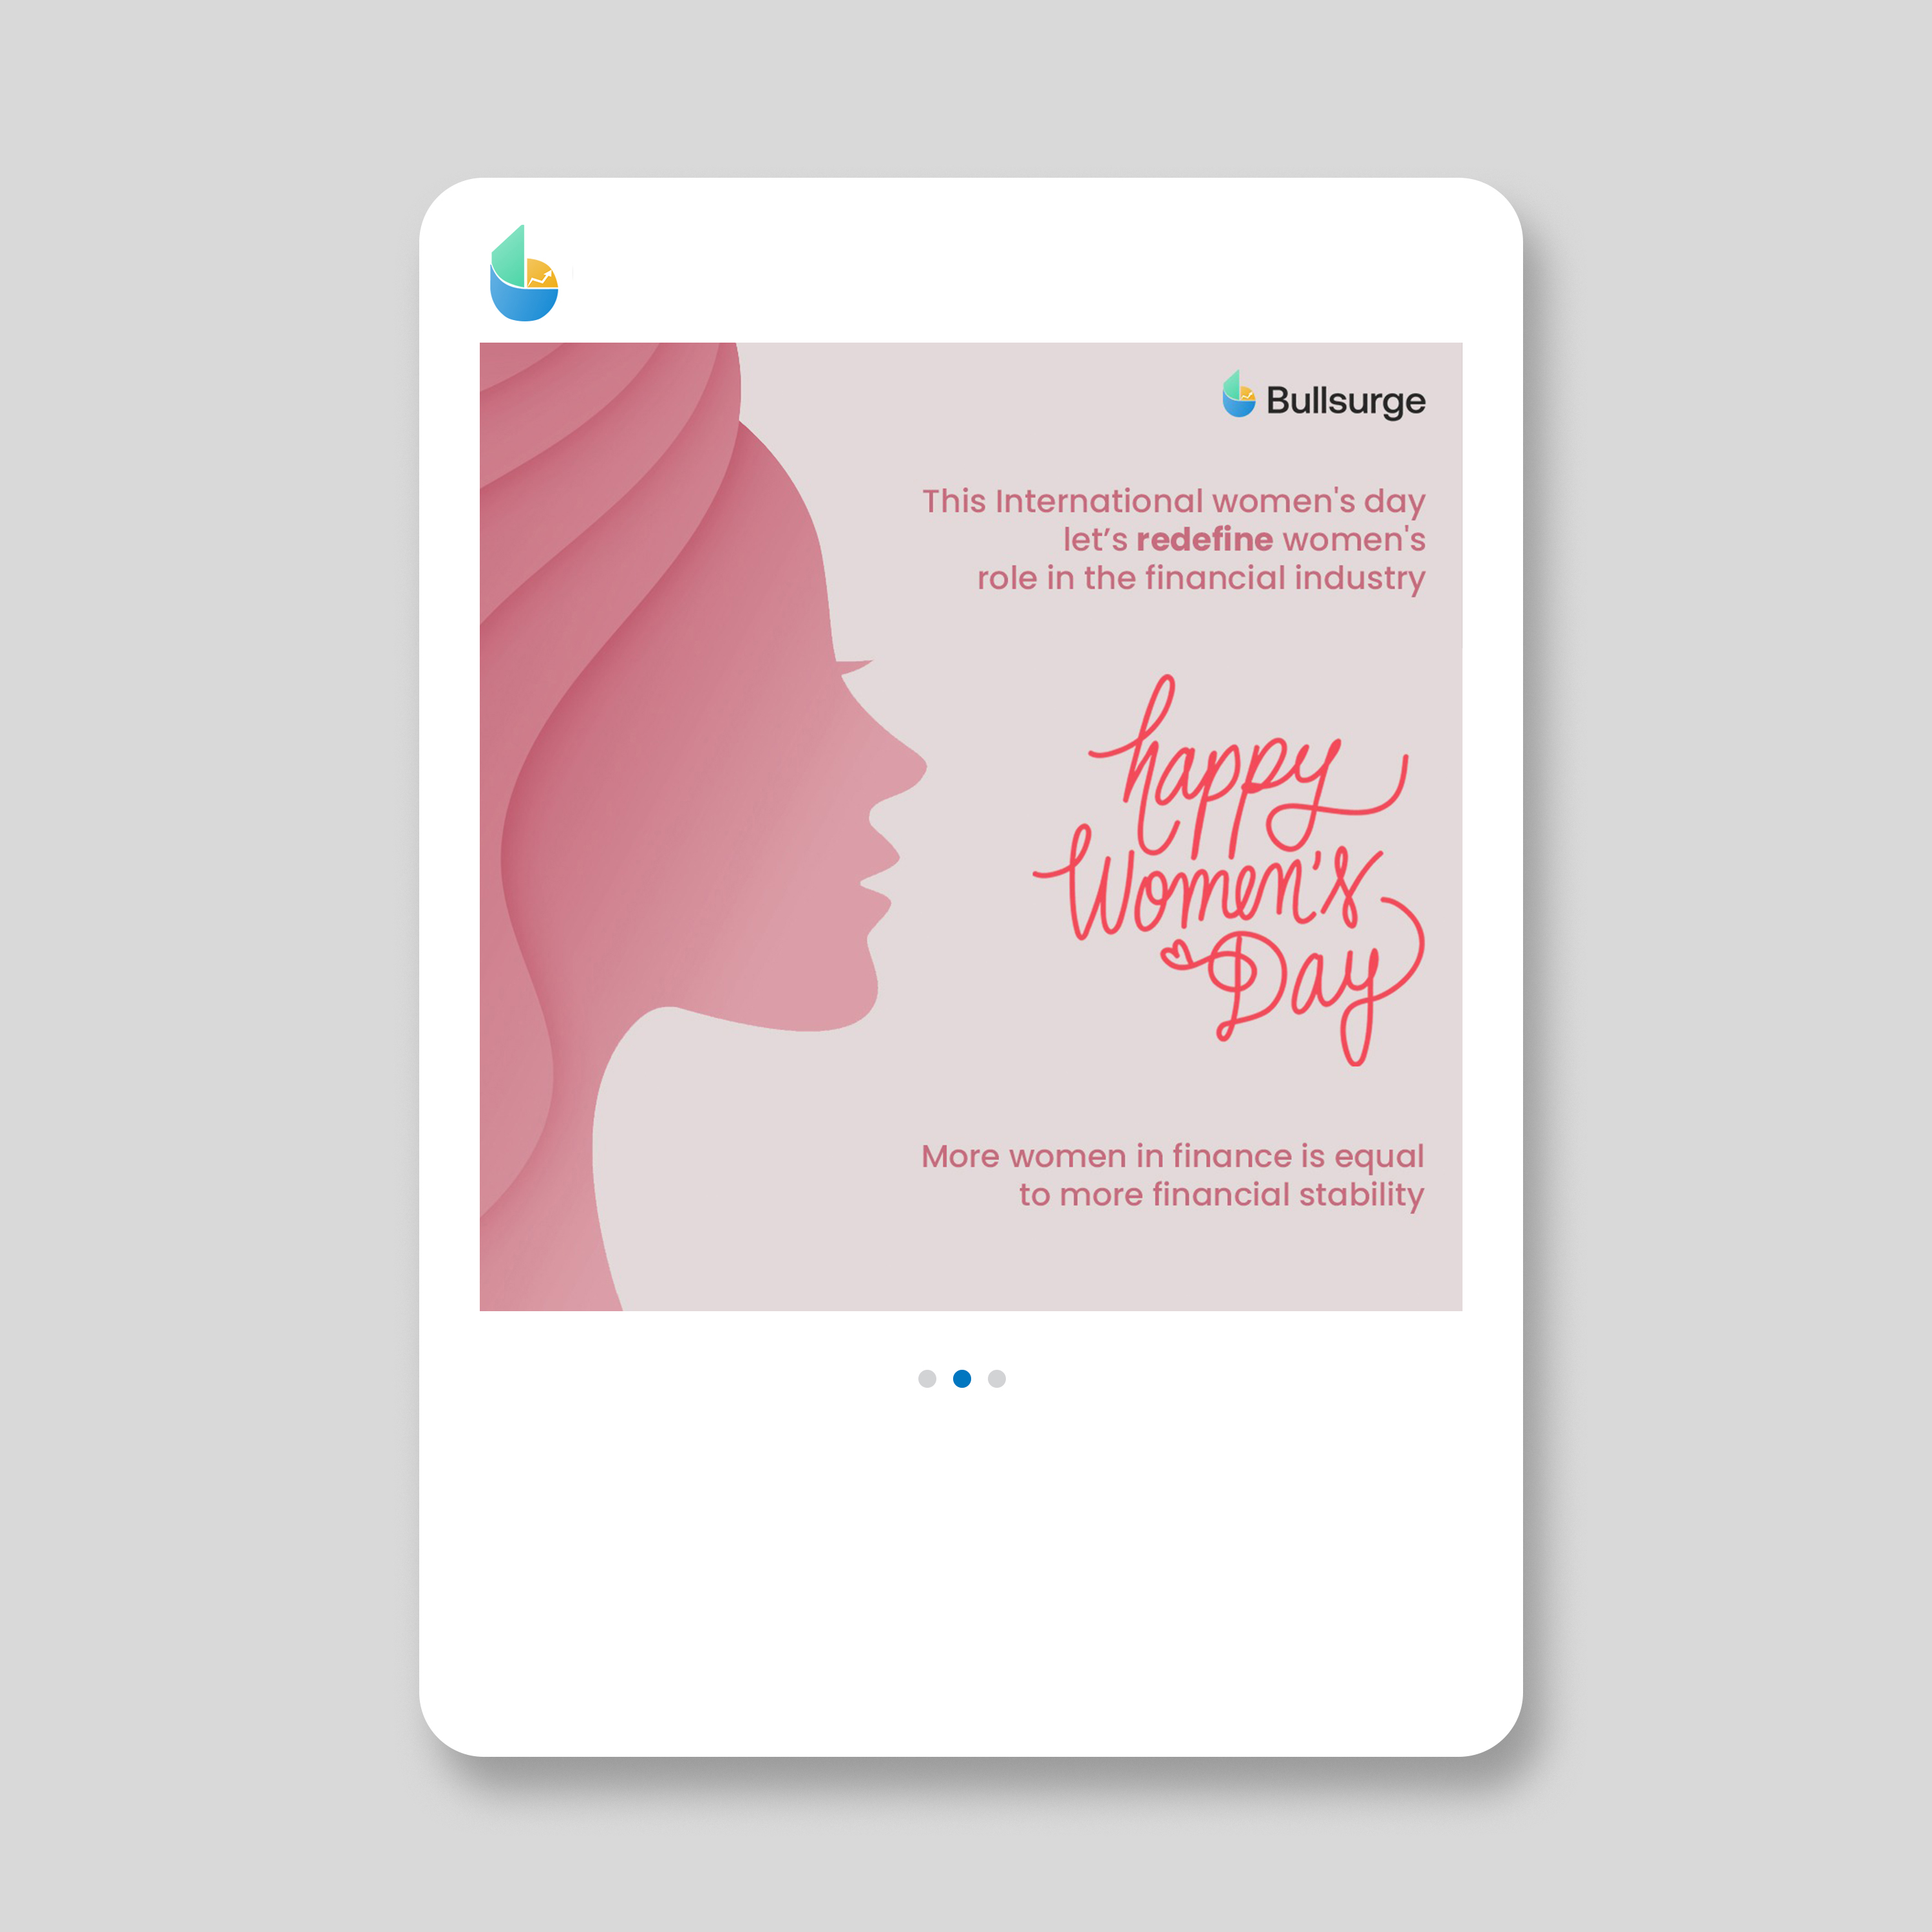 Bullsurge
This International women's day
let’s redefine women's
role in the financial industry
happy
Women's
Day
More women in finance is equal
to more financial stability